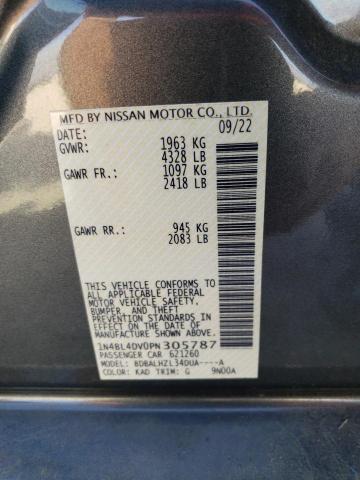 MFD BY NISSAN MOTOR CO., LTD.
DATE: 09/22
GVWR: 1963 KG
4328 LB
GAWR FR.: 1097 KG
2418 LB
GAWR RR.: 945 KG
2083 LB
THIS VEHICLE CONFORMS TO ALL
APPLICABLE FEDERAL MOTOR VEHICLE SAFETY,
BUMPER, AND THEFT
PREVENTION STANDARDS IN EFFECT
ON THE DATE OF MANUFACTURE
SHOWN ABOVE.
1N4BL4DV0PN305787
PASSENGER CAR 621260
MODEL: BDBALHZL34DUA----A
COLOR: KAD TRIM: G 9N00A